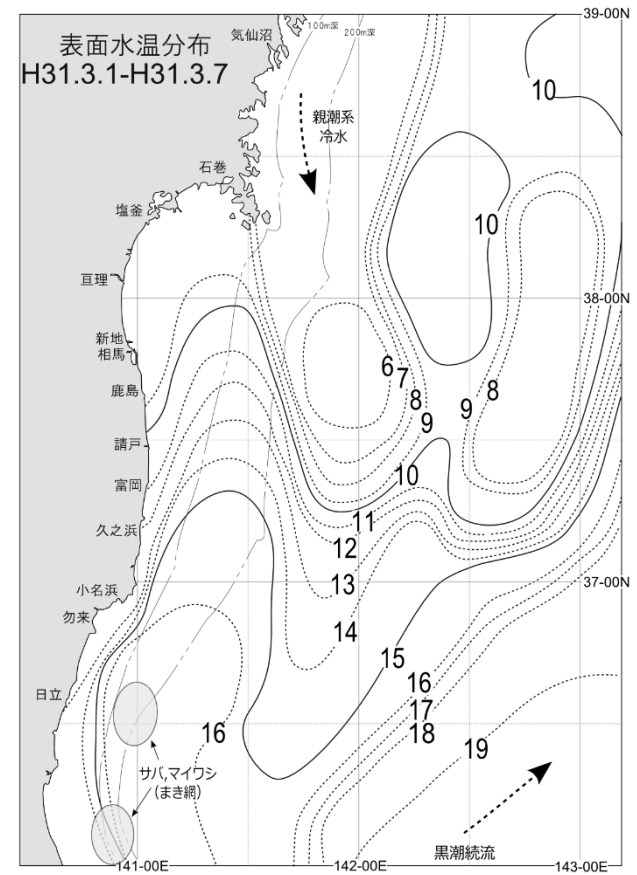 表面水温分布
H31.3.1-H31.3.7
気仙沼
100m深
200m深
39-00N
10
親潮系
冷水
石巻
塩釜
10
亘理
38-00N
新地
相馬
鹿島
6
7
8
9
9
8
請戸
富岡
10
久之浜
11
12
13
14
小名浜
37-00N
勿来
15
日立
16
17
18
16
19
サバ,マイワシ
(まき網)
黒潮続流
141-00E
142-00E
143-00E